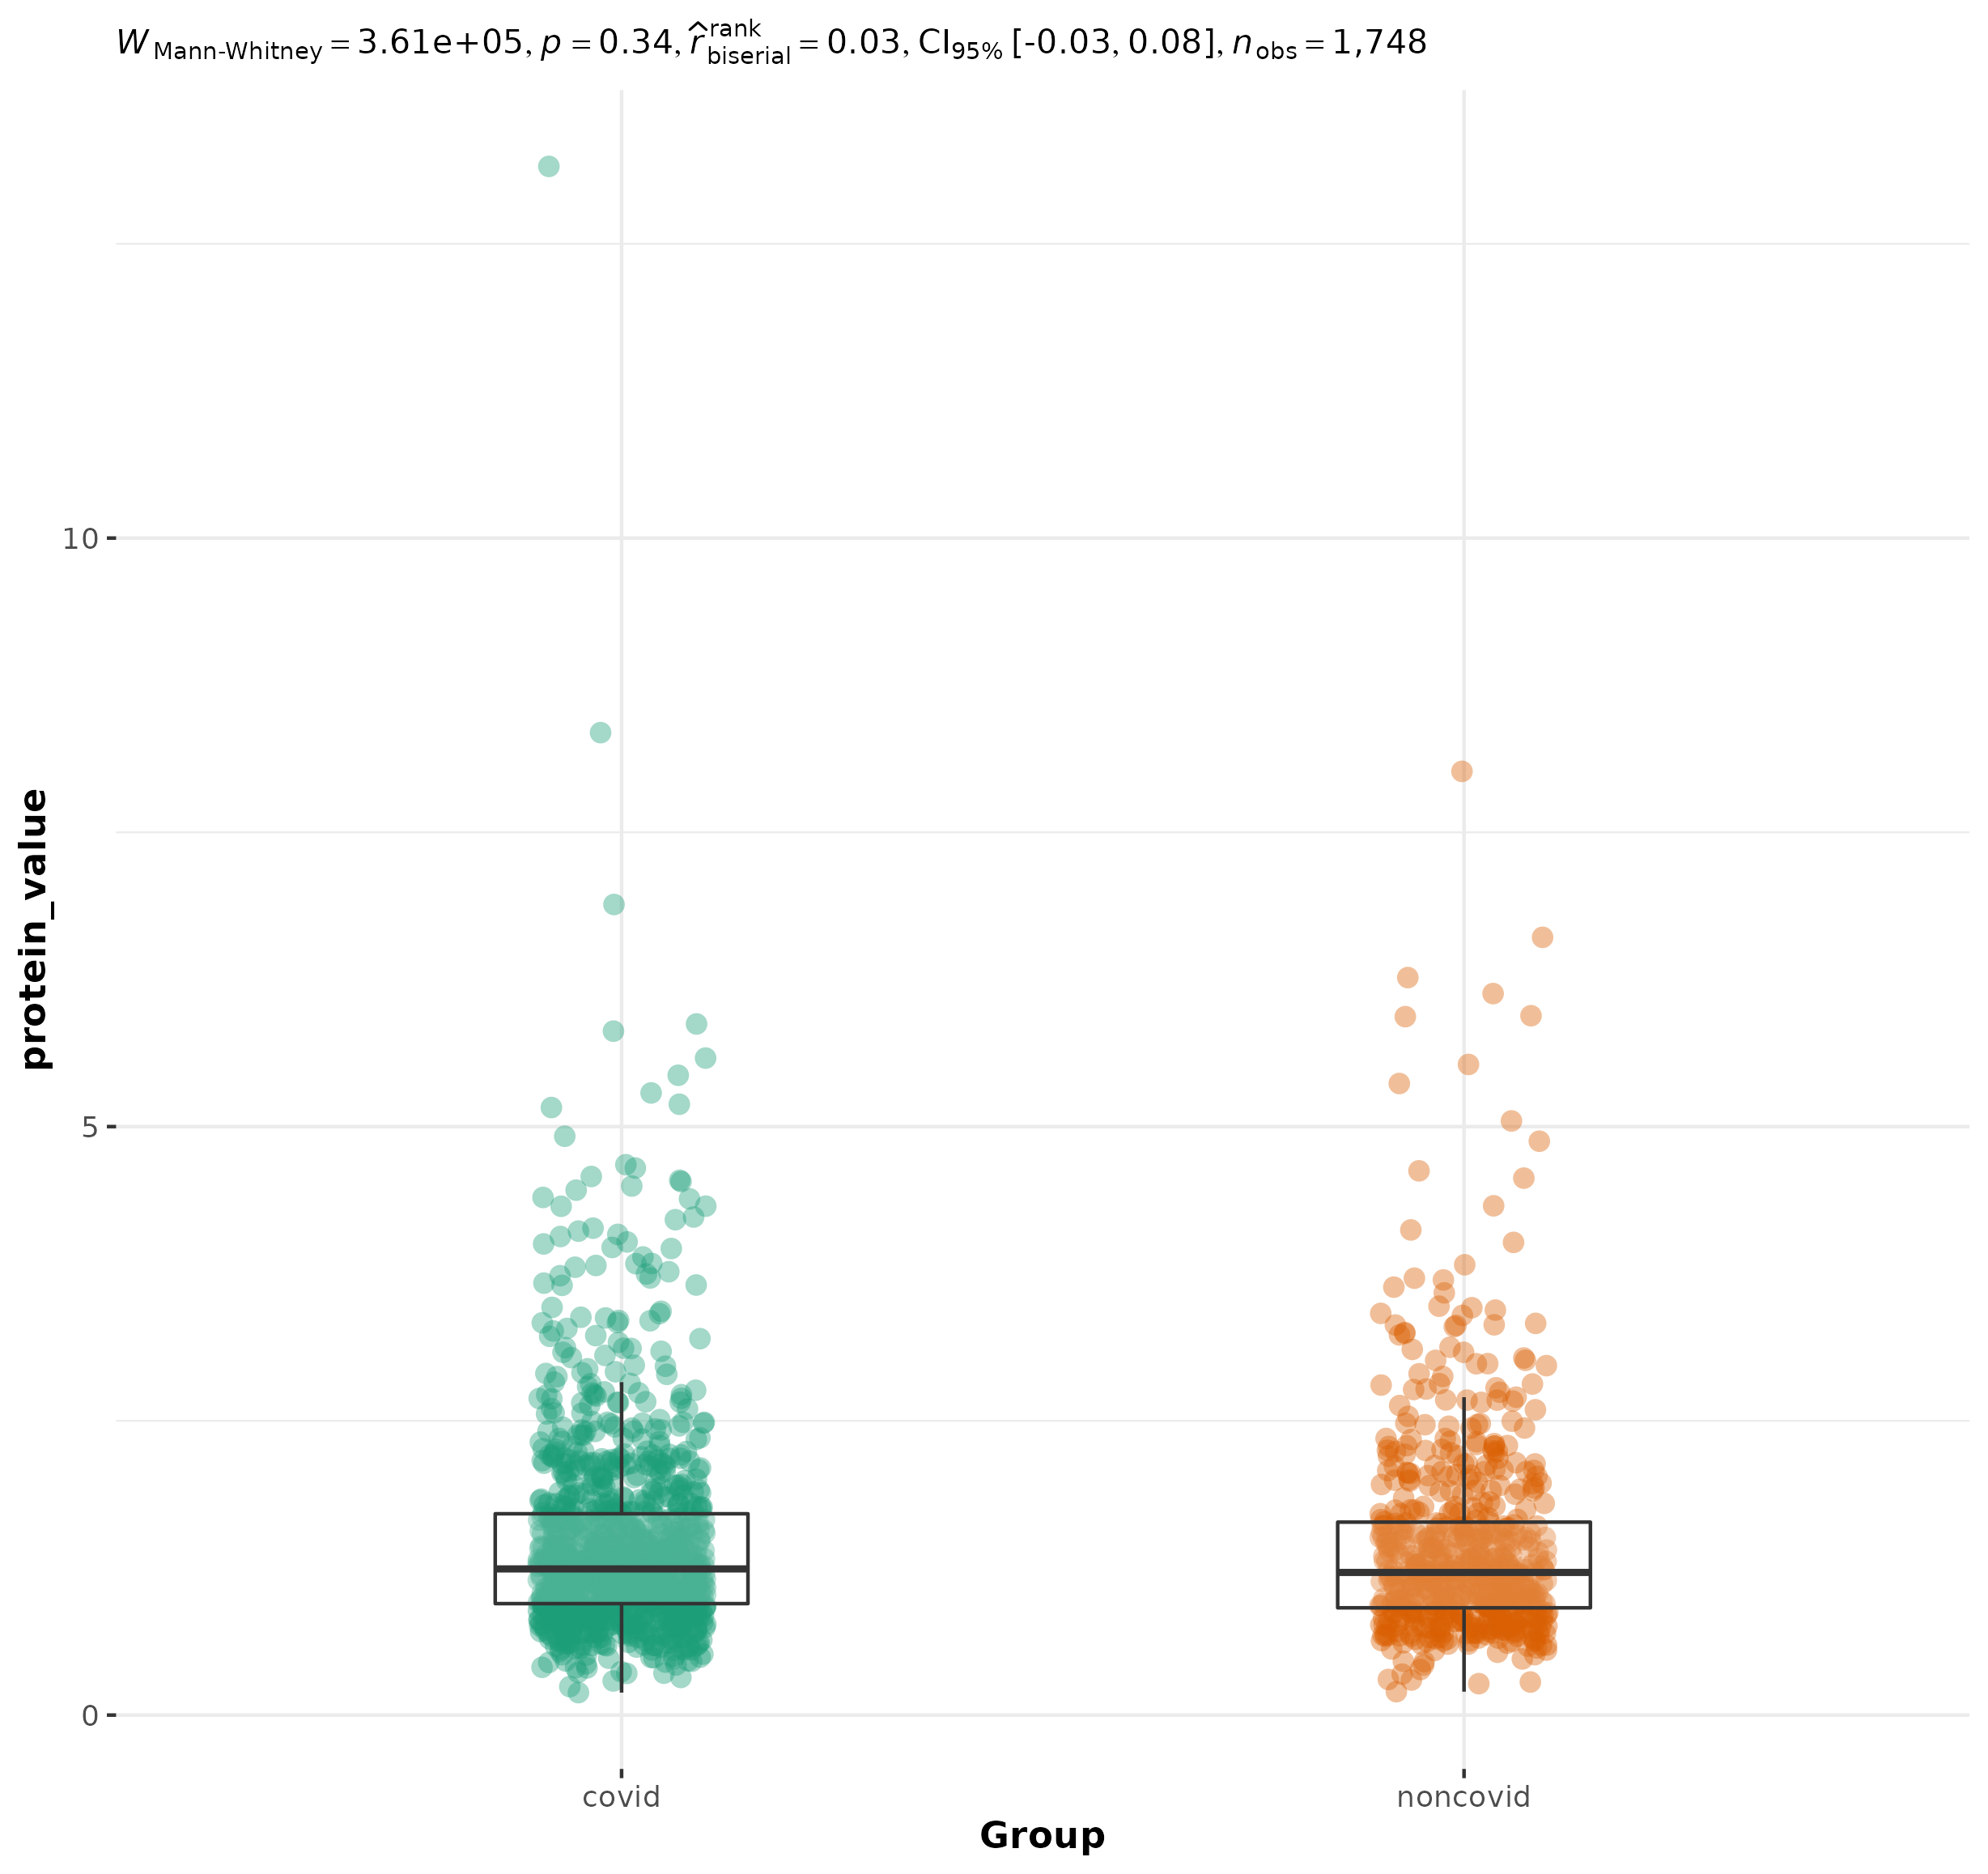 W Mann-Whitney = 3.61e+05, p = 0.34, r̂ rank biserial = 0.03, CI95% [-0.03, 0.08], n obs = 1,748
10
5
0
protein_value
covid noncovid
Group